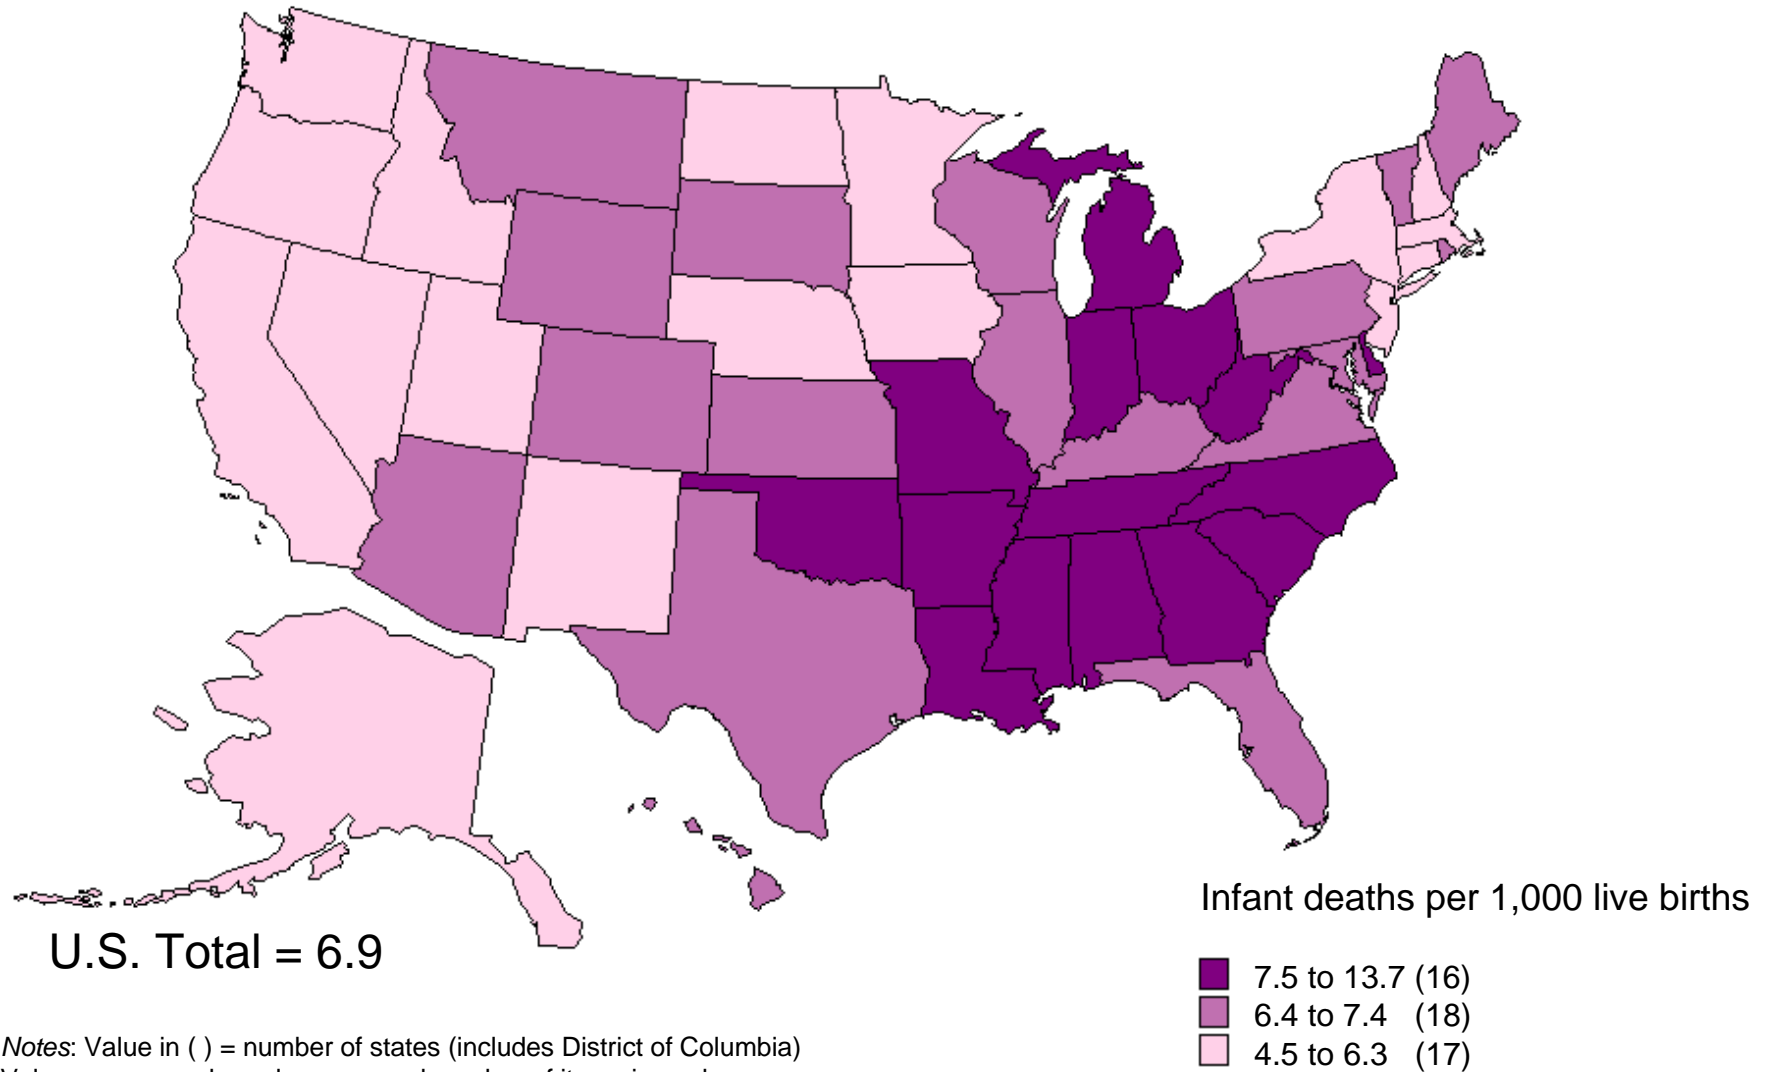 U.S. Total = 6.9
Infant deaths per 1,000 live births
7.5 to 13.7 (16)
6.4 to 7.4 (18)
4.5 to 6.3 (17)
Notes: Value in ( ) = number of states (includes District of Columbia)